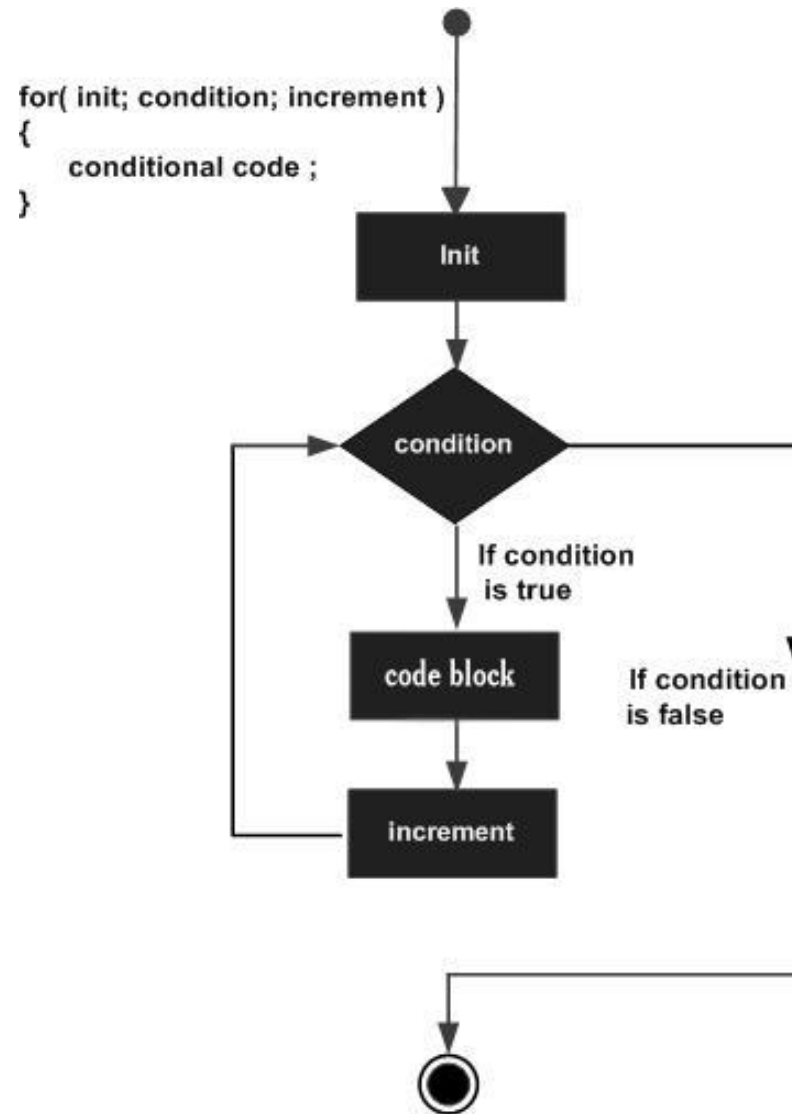 for( init; condition; increment )
{
conditional code ;
}
Init
condition
If condition
is true
code block
If condition
is false
increment